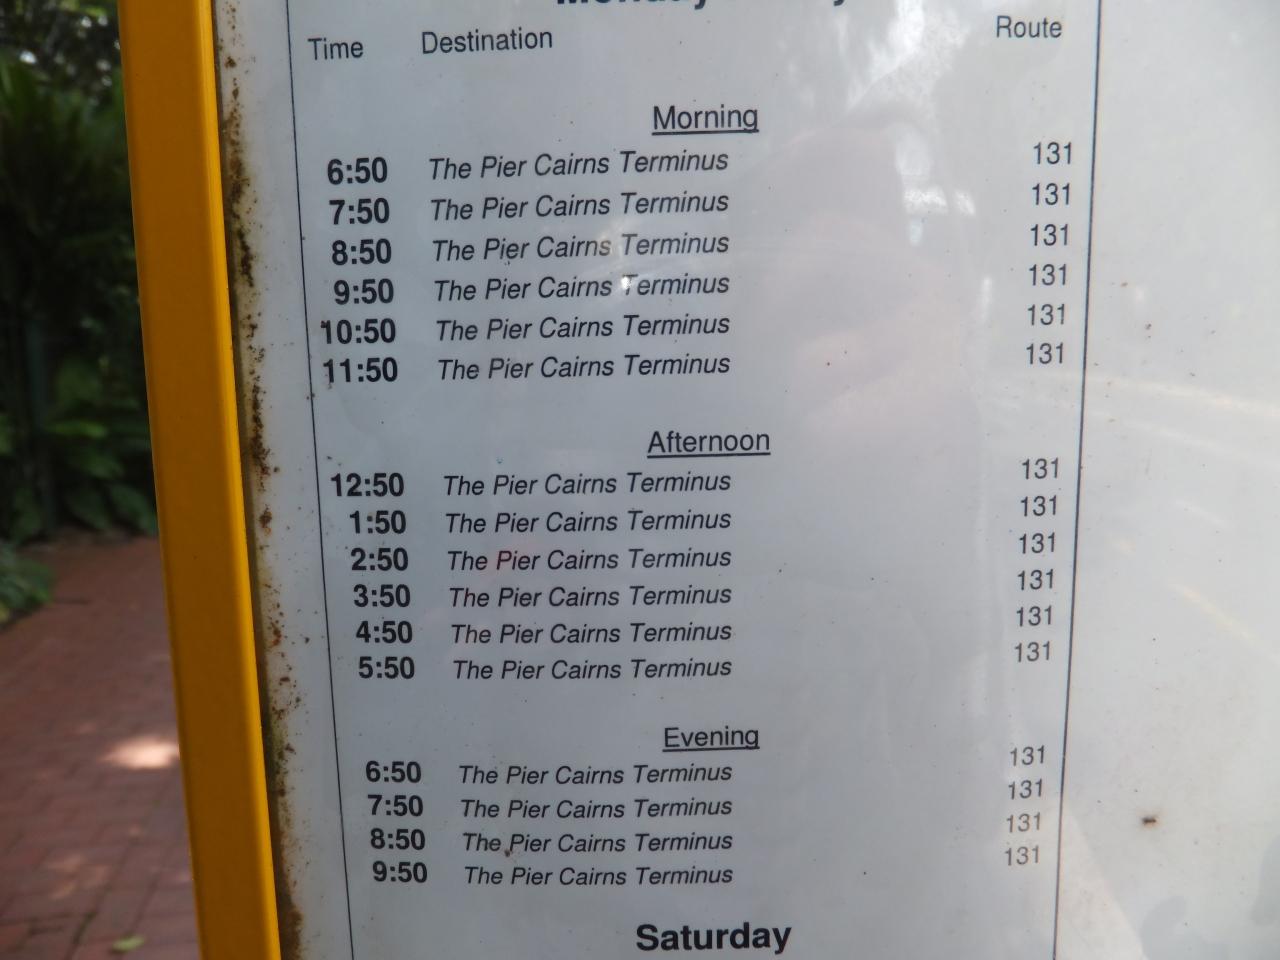 Time Destination Route
Morning
6:50 The Pier Cairns Terminus 131
7:50 The Pier Cairns Terminus 131
8:50 The Pier Cairns Terminus 131
9:50 The Pier Cairns Terminus 131
10:50 The Pier Cairns Terminus 131
11:50 The Pier Cairns Terminus 131
Afternoon
12:50 The Pier Cairns Terminus 131
1:50 The Pier Cairns Terminus 131
2:50 The Pier Cairns Terminus 131
3:50 The Pier Cairns Terminus 131
4:50 The Pier Cairns Terminus 131
5:50 The Pier Cairns Terminus 131
Evening
6:50 The Pier Cairns Terminus 131
7:50 The Pier Cairns Terminus 131
8:50 The Pier Cairns Terminus 131
9:50 The Pier Cairns Terminus 131
Saturday